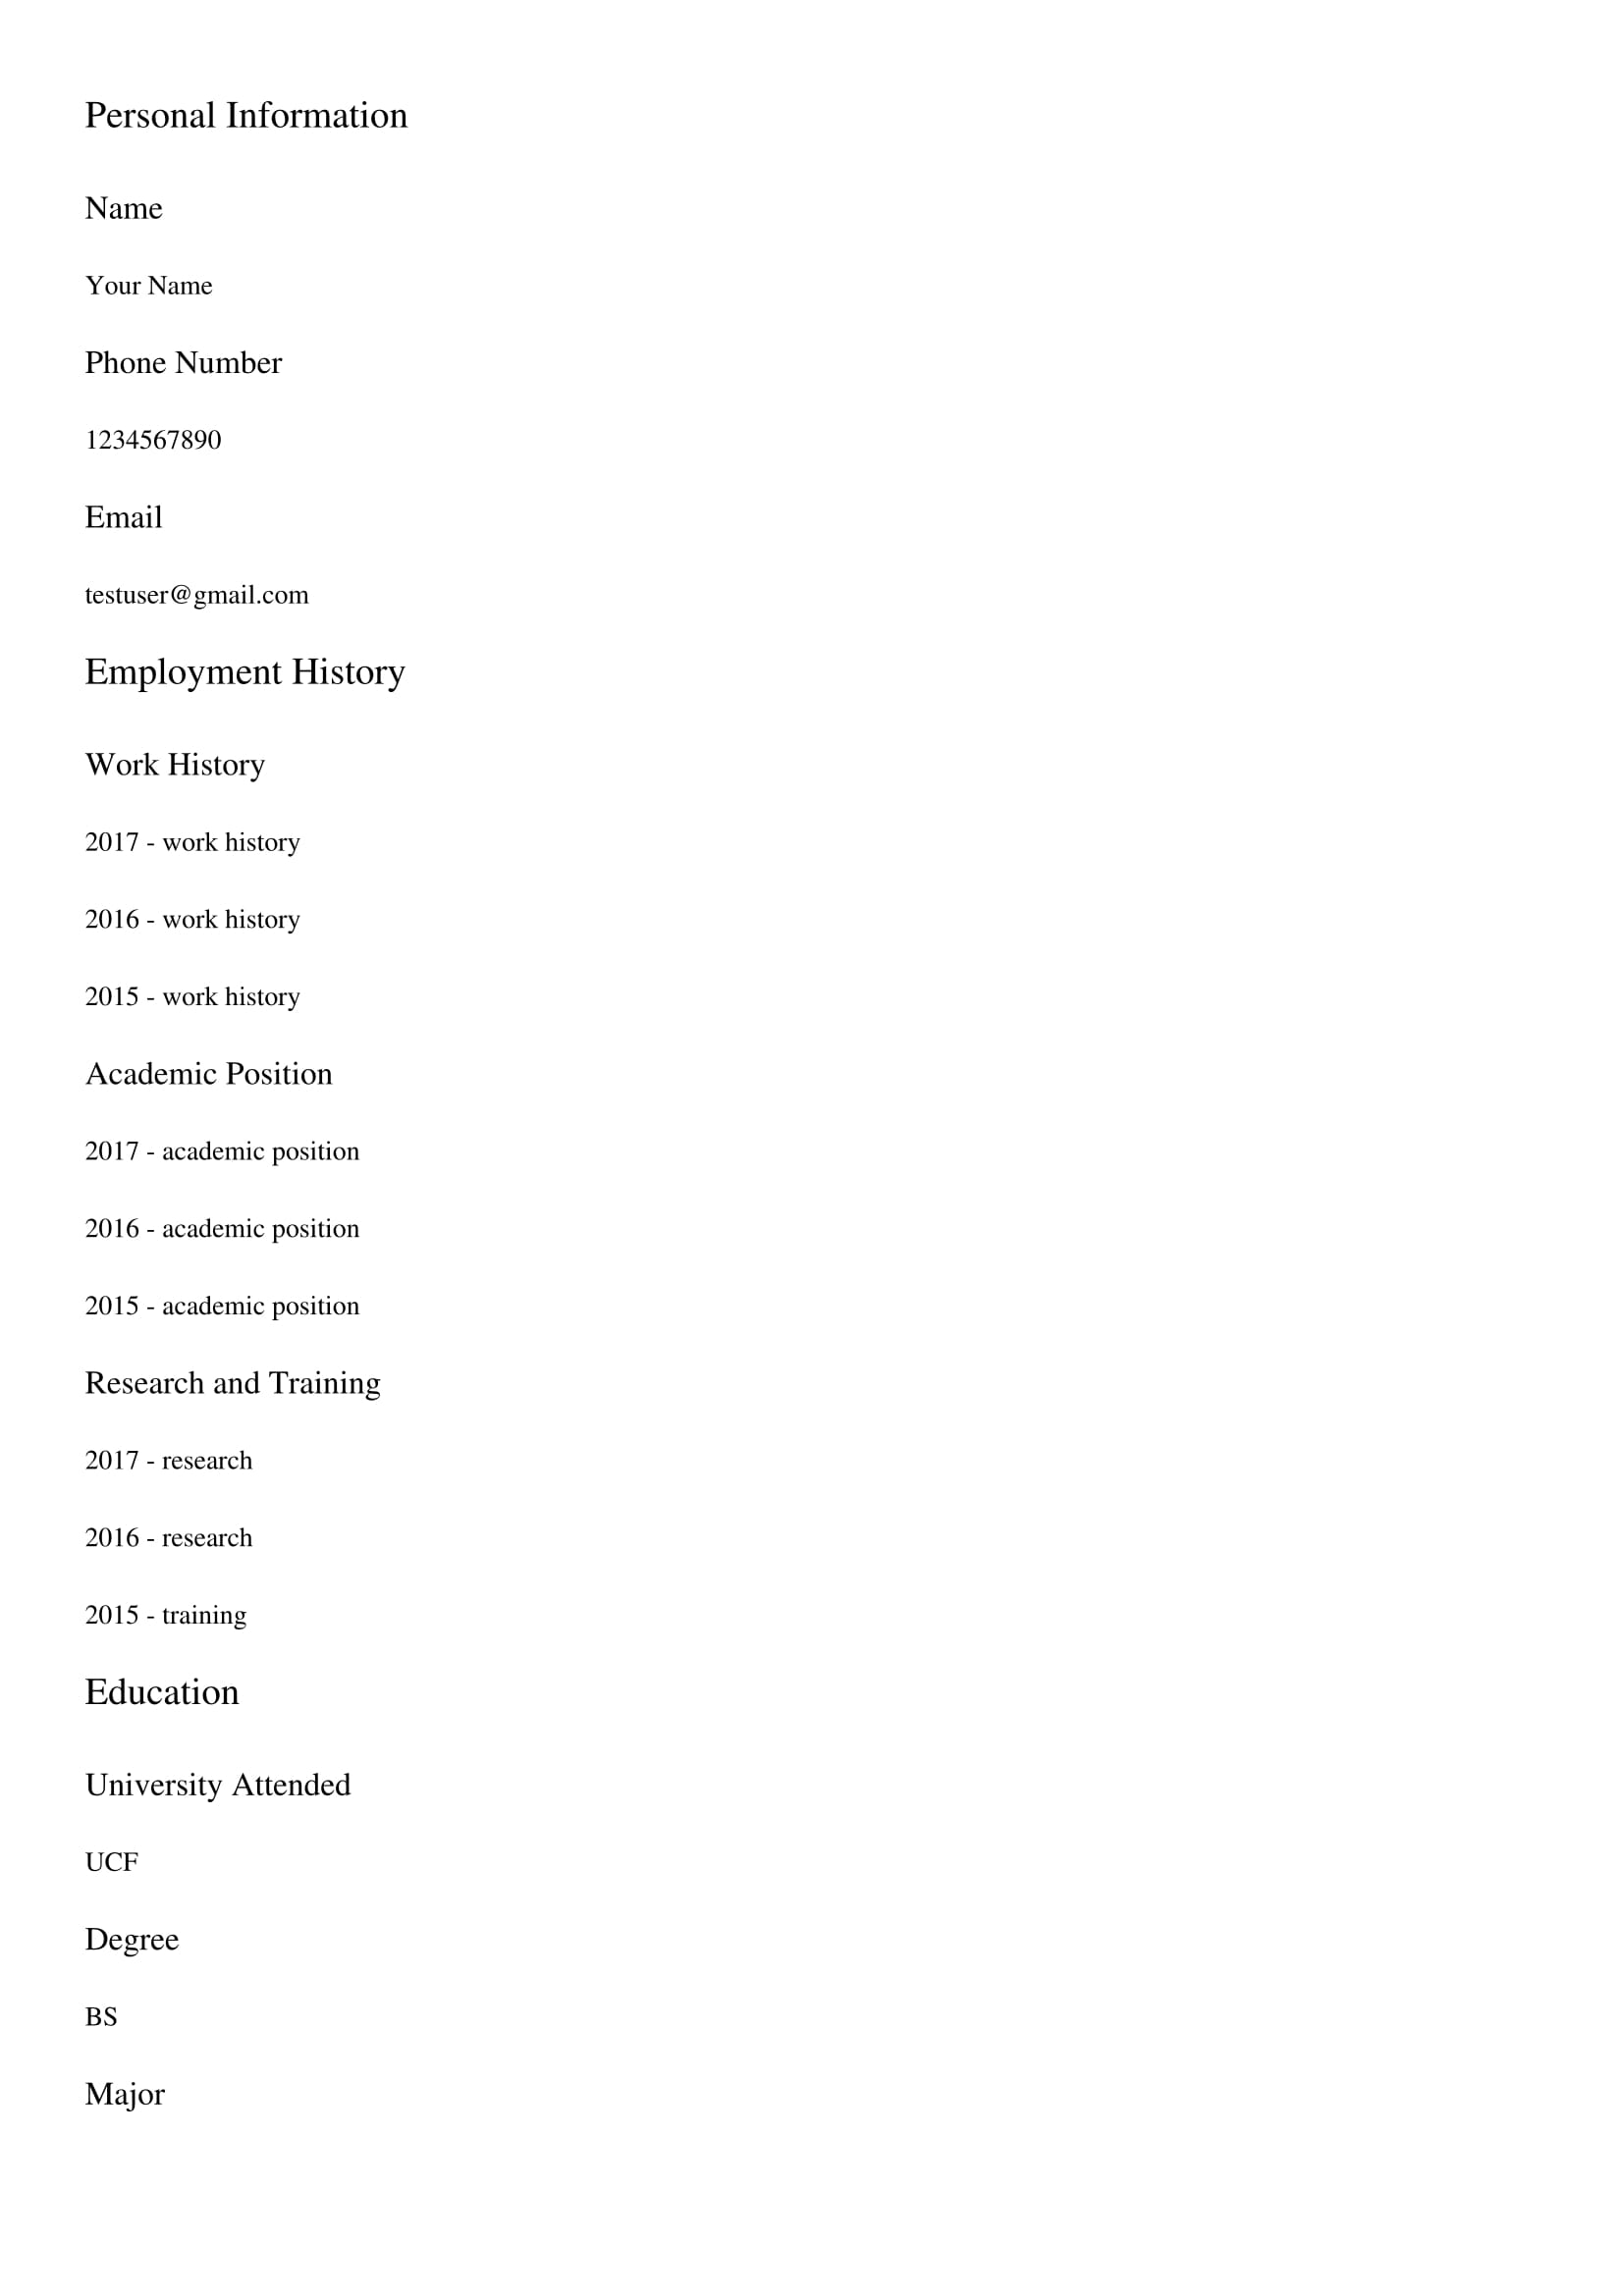 Personal Information
Name
Your Name
Phone Number
1234567890
Email
testuser@gmail.com
Employment History
Work History
2017 - work history
2016 - work history
2015 - work history
Academic Position
2017 - academic position
2016 - academic position
2015 - academic position
Research and Training
2017 - research
2016 - research
2015 - training
Education
University Attended
UCF
Degree
BS
Major